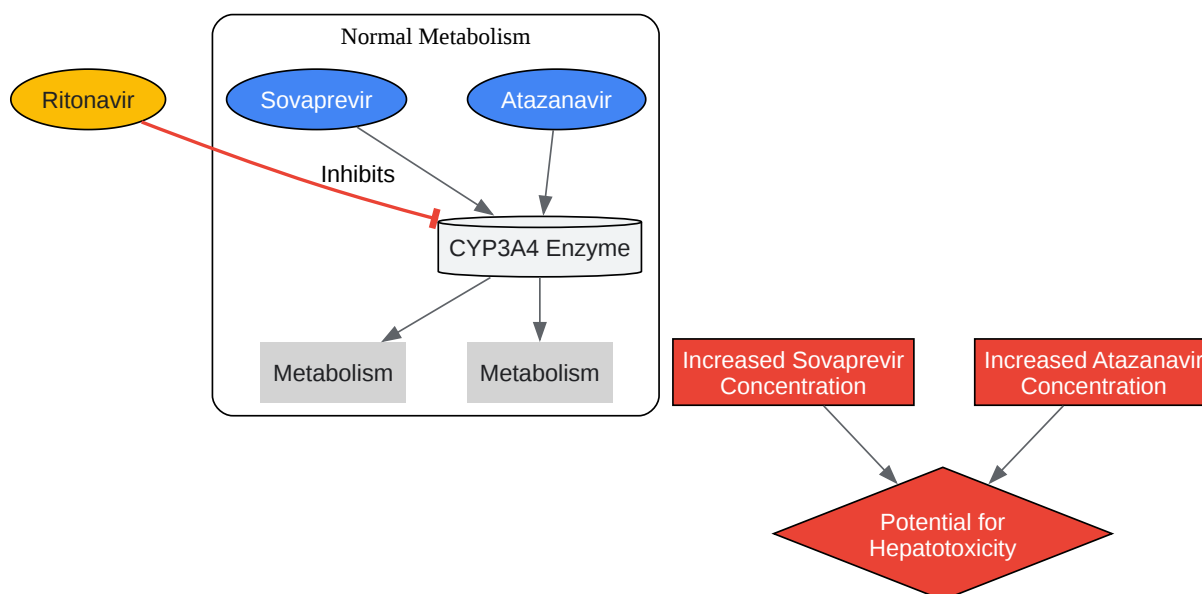 Normal Metabolism
Ritonavir
Sovaprevir
Atazanavir
Inhibits
CYP3A4 Enzyme
Metabolism
Metabolism
Increased Sovaprevir
Concentration
Increased Atazanavir
Concentration
Potential for
Hepatotoxicity